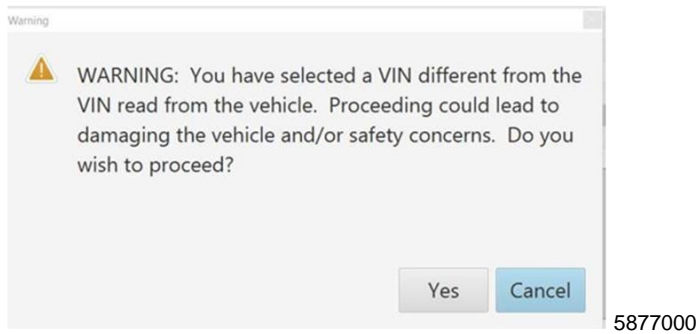 Warning
WARNING:  You have selected a VIN different from the
VIN read from the vehicle.  Proceeding could lead to
damaging the vehicle and/or safety concerns.  Do you
wish to proceed?
Yes
Cancel
5877000